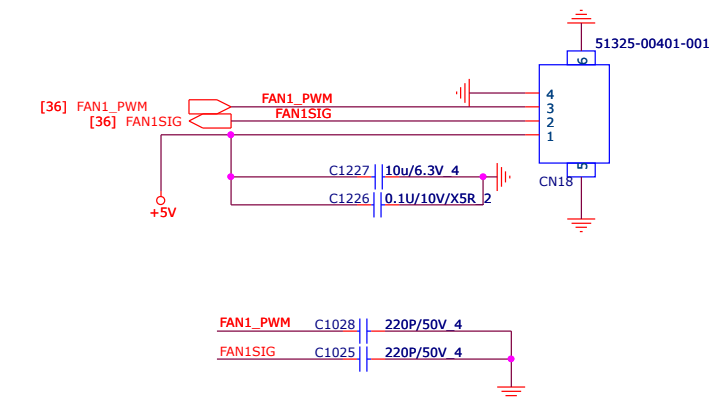 51325-00401-001
6
4
[36] FAN1_PWM
FAN1_PWM
3
[36] FAN1SIG
FAN1SIG
2
1
5
C1227
10u/6.3V_4
CN18
C1226
0.1U/10V/X5R_2
+5V
FAN1_PWM
C1028
220P/50V_4
FAN1SIG
C1025
220P/50V_4